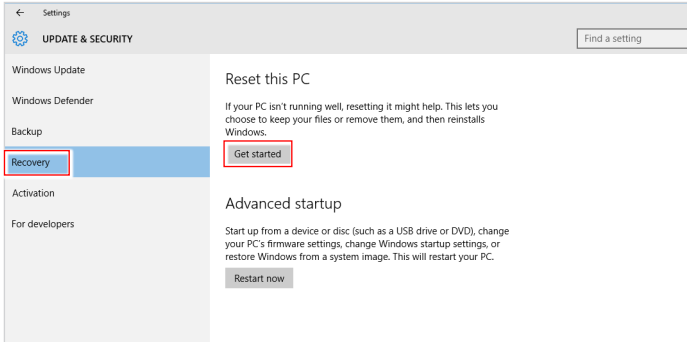 Settings
UPDATE & SECURITY
Find a setting
Windows Update
Windows Defender
Backup
Recovery
Activation
For developers
Reset this PC
If your PC isn't running well, resetting it might help. This lets you
choose to keep your files or remove them, and then reinstalls
Windows.
Get started
Advanced startup
Start up from a device or disc (such as a USB drive or DVD), change
your PC's firmware settings, change Windows startup settings, or
restore Windows from a system image. This will restart your PC.
Restart now